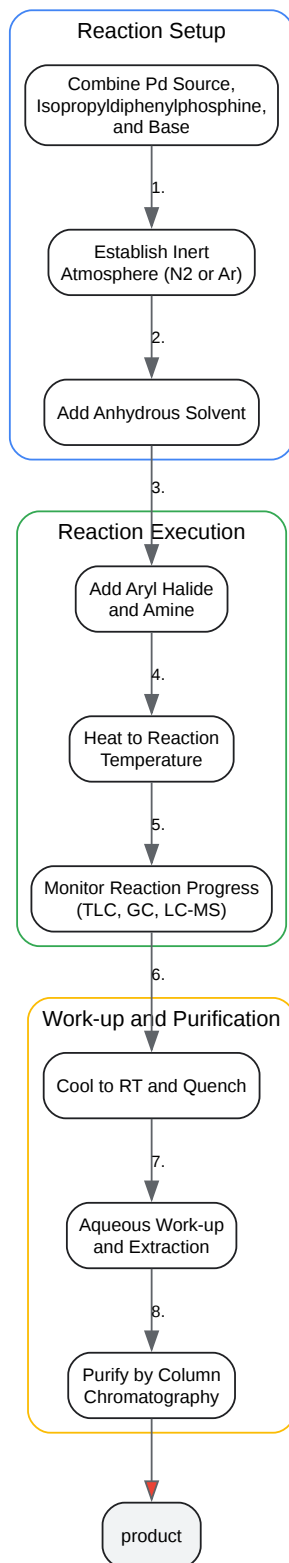 Reaction Setup
Combine Pd Source,
Isopropyldiphenylphosphine,
and Base
1.
Establish Inert
Atmosphere (N2 or Ar)
2.
Add Anhydrous Solvent
3.
Reaction Execution
Add Aryl Halide
and Amine
4.
Heat to Reaction
Temperature
5.
Monitor Reaction Progress
(TLC, GC, LC-MS)
6.
Work-up and Purification
Cool to RT and Quench
7.
Aqueous Work-up
and Extraction
8.
Purify by Column
Chromatography
product